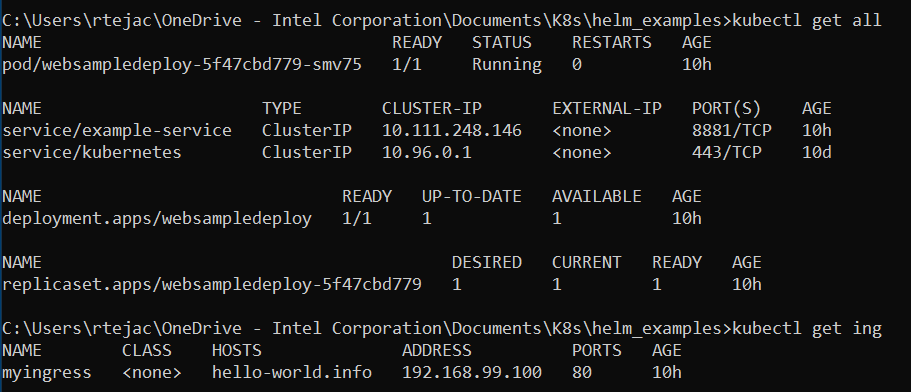 C:\Users\rtejac\OneDrive - Intel Corporation\Documents\K8s\helm_examples>kubectl get all
NAME READY STATUS RESTARTS AGE
pod/websampledeploy-5f47cbd779-smv75 1/1 Running 0 10h
NAME TYPE CLUSTER-IP EXTERNAL-IP PORT(S) AGE
service/example-service ClusterIP 10.111.248.146 <none> 8881/TCP 10h
service/kubernetes ClusterIP 10.96.0.1 <none> 443/TCP 10d
NAME READY UP-TO-DATE AVAILABLE AGE
deployment.apps/websampledeploy 1/1 1 1 10h
NAME DESIRED CURRENT READY AGE
replicaset.apps/websampledeploy-5f47cbd779 1 1 1 10h
C:\Users\rtejac\OneDrive - Intel Corporation\Documents\K8s\helm_examples>kubectl get ing
NAME CLASS HOSTS ADDRESS PORTS AGE
myingress <none> hello-world.info 192.168.99.100 80 10h